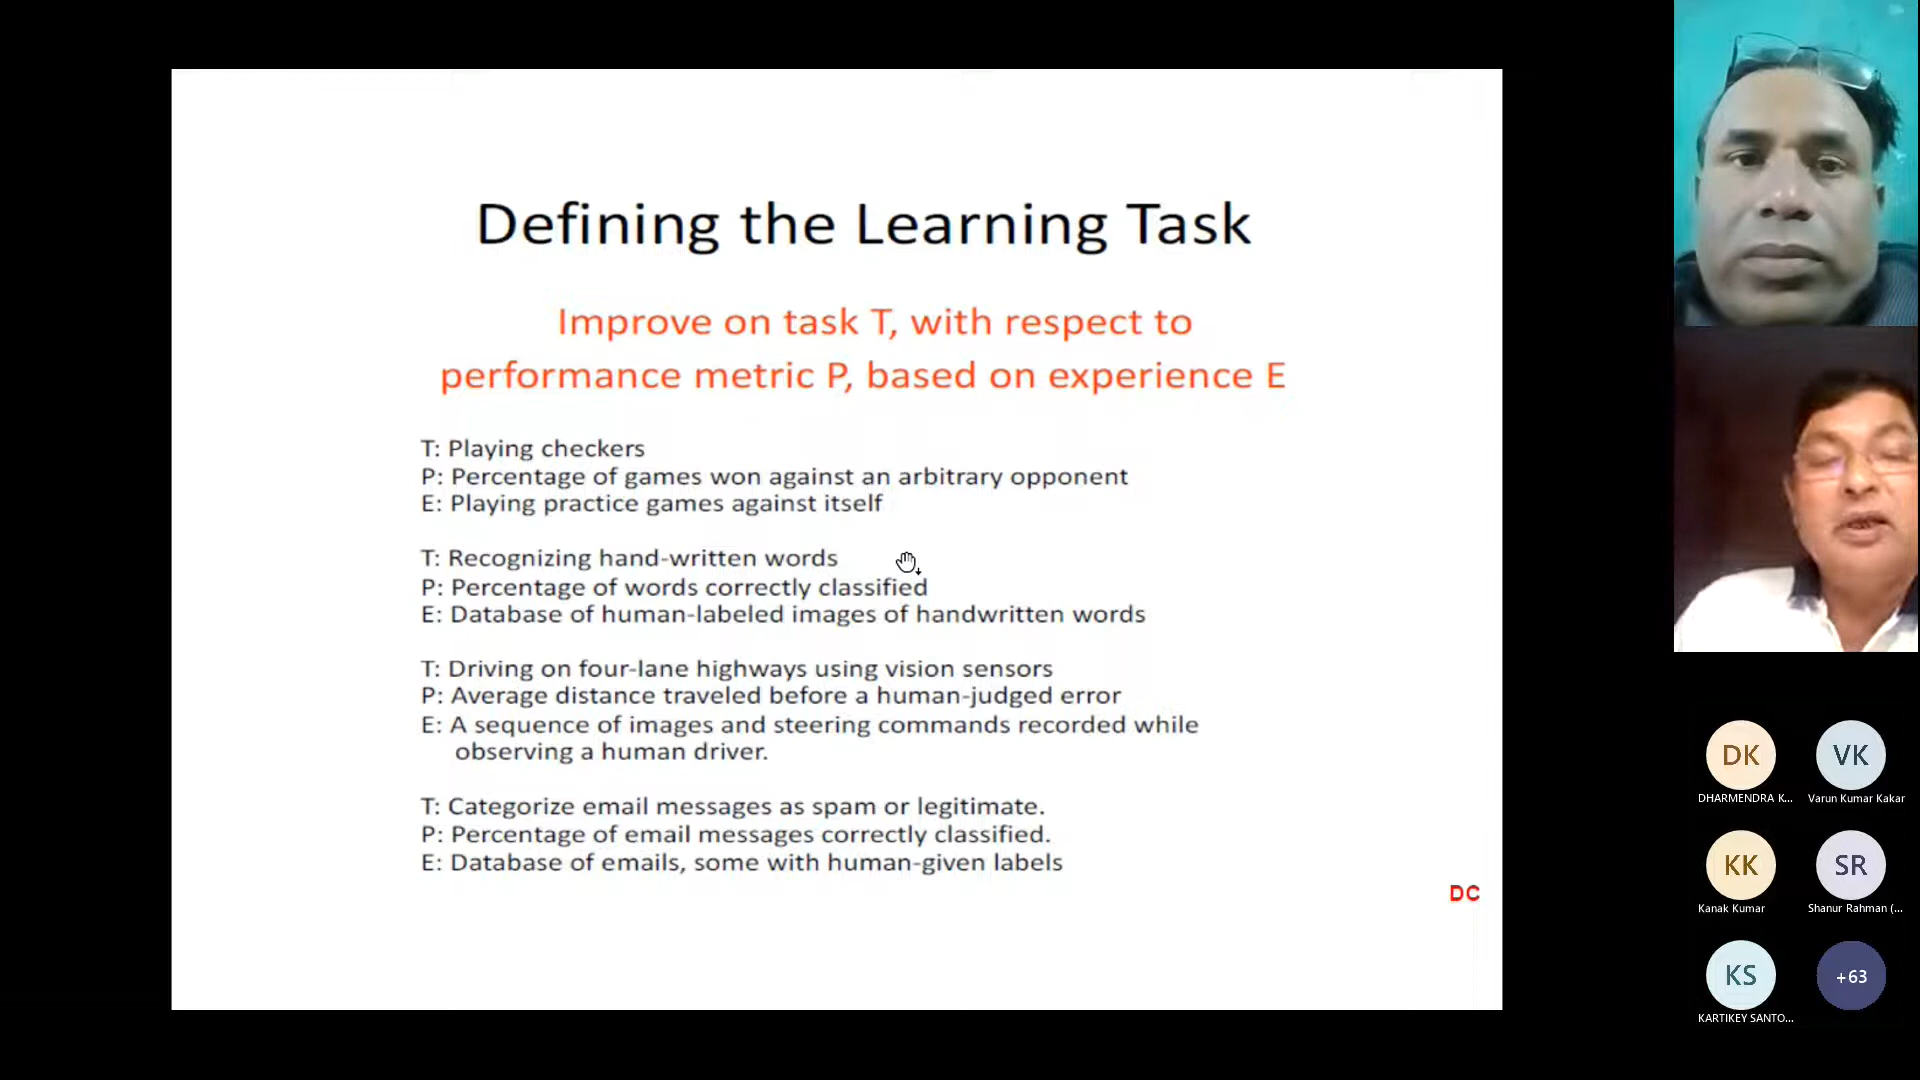 Defining the Learning Task
Improve on task T, with respect to
performance metric P, based on experience E
T: Playing checkers
P: Percentage of games won against an arbitrary opponent
E: Playing practice games against itself
T: Recognizing hand-written words
P: Percentage of words correctly classified
E: Database of human-labeled images of handwritten words
T: Driving on four-lane highways using vision sensors
P: Average distance traveled before a human-judged error
E: A sequence of images and steering commands recorded while
observing a human driver.
T: Categorize email messages as spam or legitimate.
P: Percentage of email messages correctly classified.
E: Database of emails, some with human-given labels
DC
DK
DHARMENDRA K...
VK
Varun Kumar Kakar
KK
Kanak Kumar
SR
Shanur Rahman (...
KS
KARTIKEY SANTO...
+63